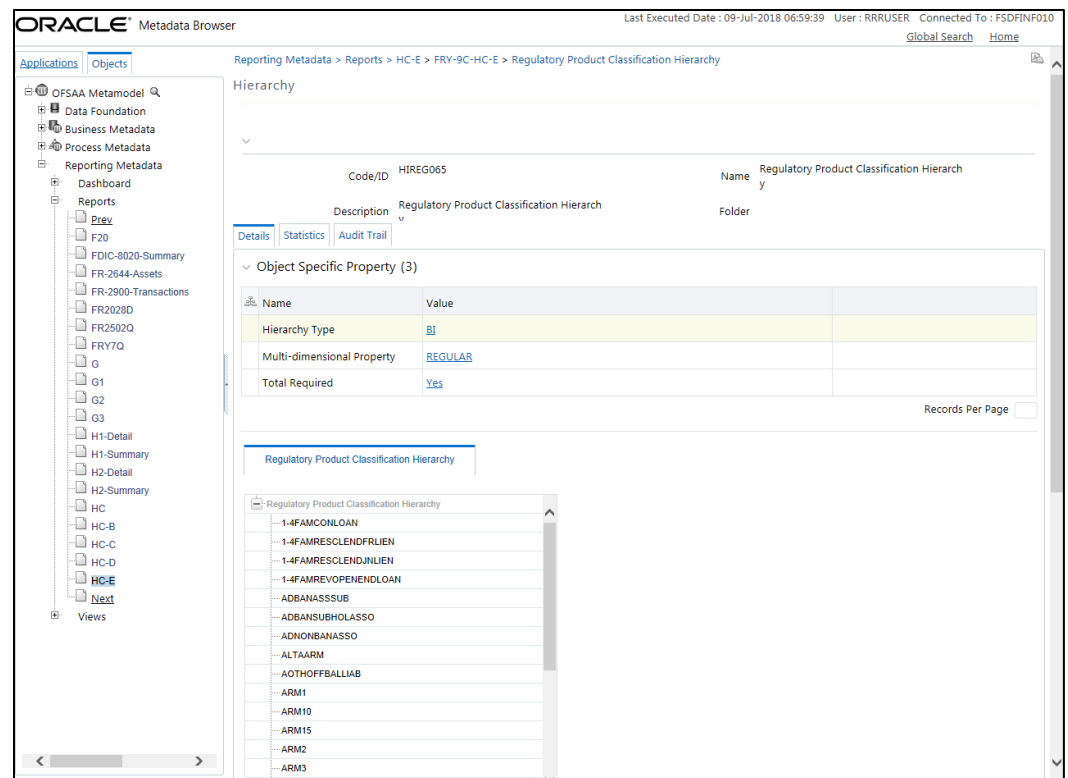 ORACLE® Metadata Browser
Last Executed Date : 09-Jul-2018 06:59:39 User : RRRUSER Connected To : FSDFINF010
Global Search Home
Applications Objects
OFSAA Metamodel
Data Foundation
Business Metadata
Process Metadata
Reporting Metadata
Dashboard
Reports
Prev
F20
FDIC-8020-Summary
FR-2644-Assets
FR-2900-Transactions
FR2028D
FR2502Q
FRY7Q
G
G1
G2
G3
H1-Detail
H1-Summary
H2-Detail
H2-Summary
HC
HC-B
HC-C
HC-D
HC-E
Next
Views
Reporting Metadata > Reports > HC-E > FRY-9C-HC-E > Regulatory Product Classification Hierarchy
Hierarchy
Code/ID HIREG065
Name Regulatory Product Classification Hierarch
y
Description Regulatory Product Classification Hierarch
y
Folder
Details Statistics Audit Trail
Object Specific Property (3)
Name Value
Hierarchy Type BI
Multi-dimensional Property REGULAR
Total Required Yes
Records Per Page
Regulatory Product Classification Hierarchy
Regulatory Product Classification Hierarchy
1-4FAMCONLOAN
1-4FAMRESCLENDFRLIEN
1-4FAMRESCLENDJNLIEN
1-4FAMREVOPENENDLOAN
ADBANASSSUB
ADBANSUBHOLASSO
ADNONBANASSO
ALTAARM
AOTHOFFBALLIAB
ARM1
ARM10
ARM15
ARM2
ARM3